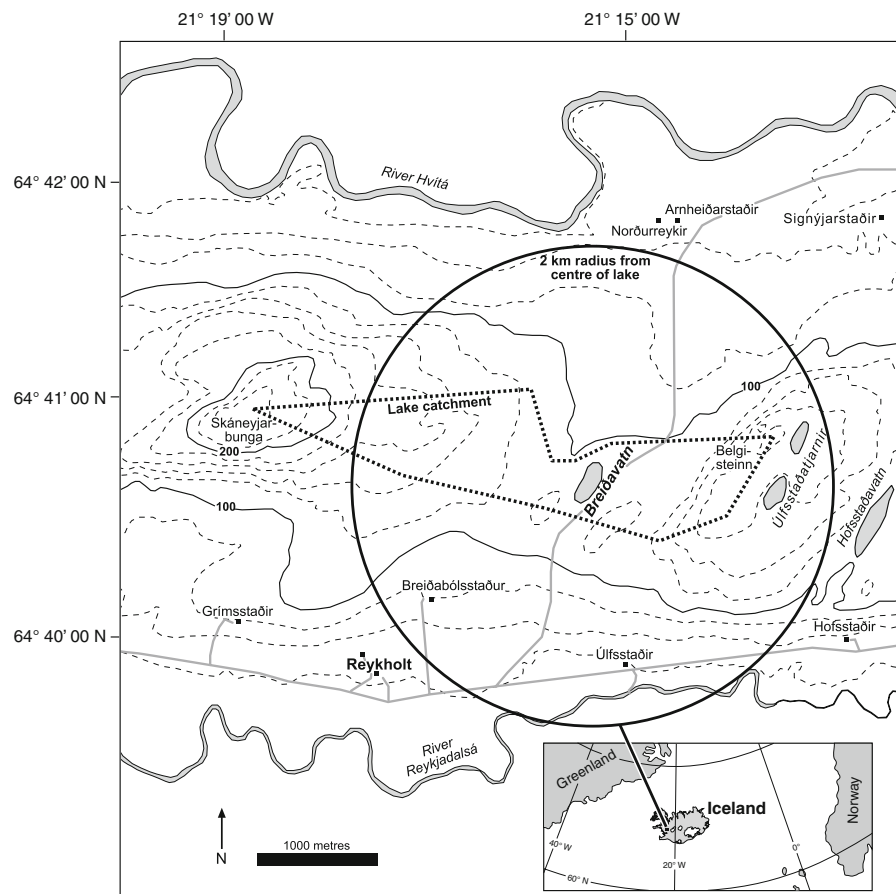 21° 19' 00 W
21° 15' 00 W
64° 42' 00 N
River Hvítá
Arnheiðarstaðir
Norðurreykir
Signýjarstaðir
2 km radius from
centre of lake
64° 41' 00 N
100
Lake catchment
Skáneyjar-
bunga
200
Belgi-
steinn
Breiðavatn
Úlfsstaðatjarnir
Hofsstaðavatn
100
Breiðabólsstaður
Grímsstaðir
64° 40' 00 N
Hofsstaðir
Reykholt
Úlfsstaðir
River
Reykjadalsá
N
1000 metres
Greenland
Iceland
Norway
40° W
60° N
20° W
0°